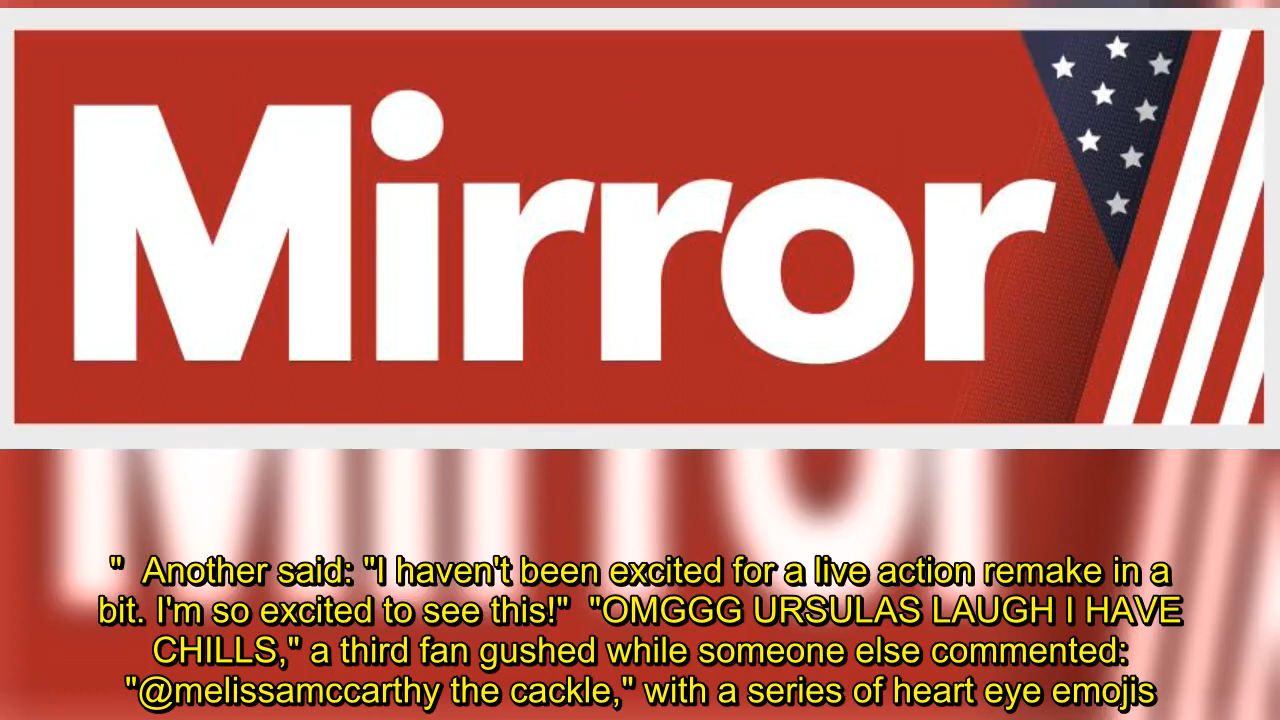 Mirror
" Another said: "I haven't been excited for a live action remake in a
bit. I'm so excited to see this!" "OMGGG URSULAS LAUGH I HAVE
CHILLS," a third fan gushed while someone else commented:
"@melissamccarthy the cackle," with a series of heart eye emojis